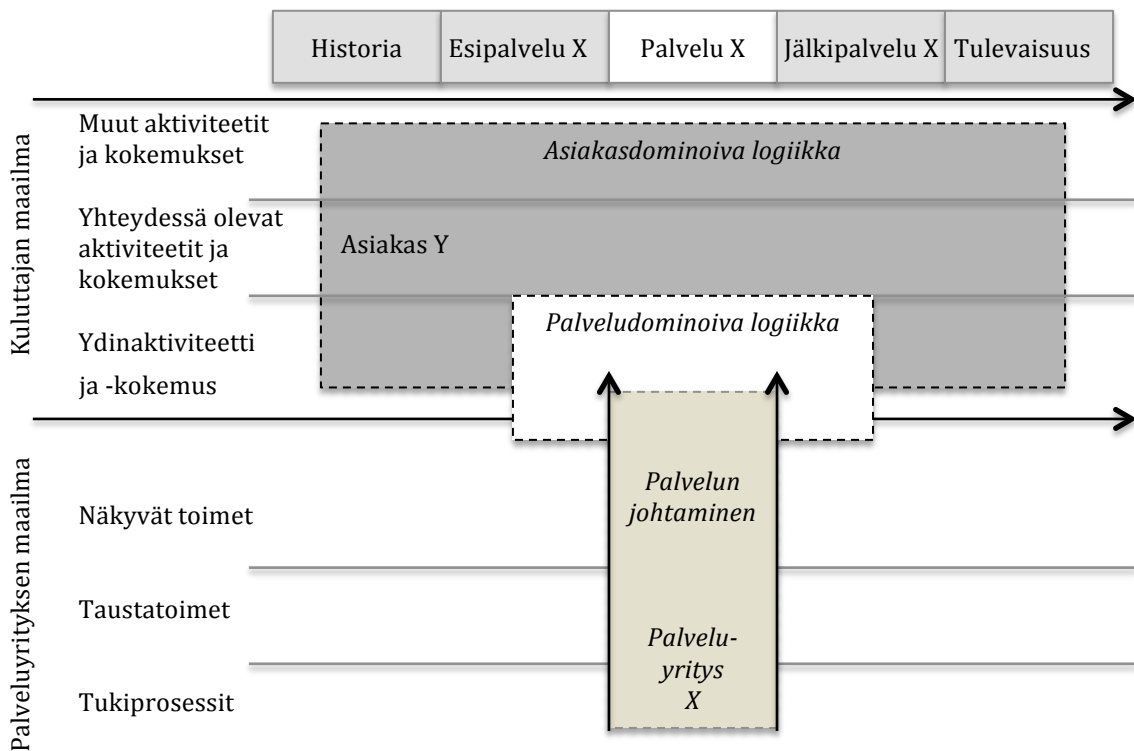 Historia
Esipalvelu X
Palvelu X
Jälkipalvelu X
Tulevaisuus
Kuluttajan maailma
Muut aktiviteetit
ja kokemukset
Asiakasdominoiva logiikka
Yhteydessä olevat
aktiviteetit ja
kokemukset
Asiakas Y
Ydinaktiviteetti
ja -kokemus
Palveludominoiva logiikka
Palveluyrityksen maailma
Näkyvät toimet
Palvelun
johtaminen
Taustatoimet
Palvelu-
yritys
X
Tukiprosessit